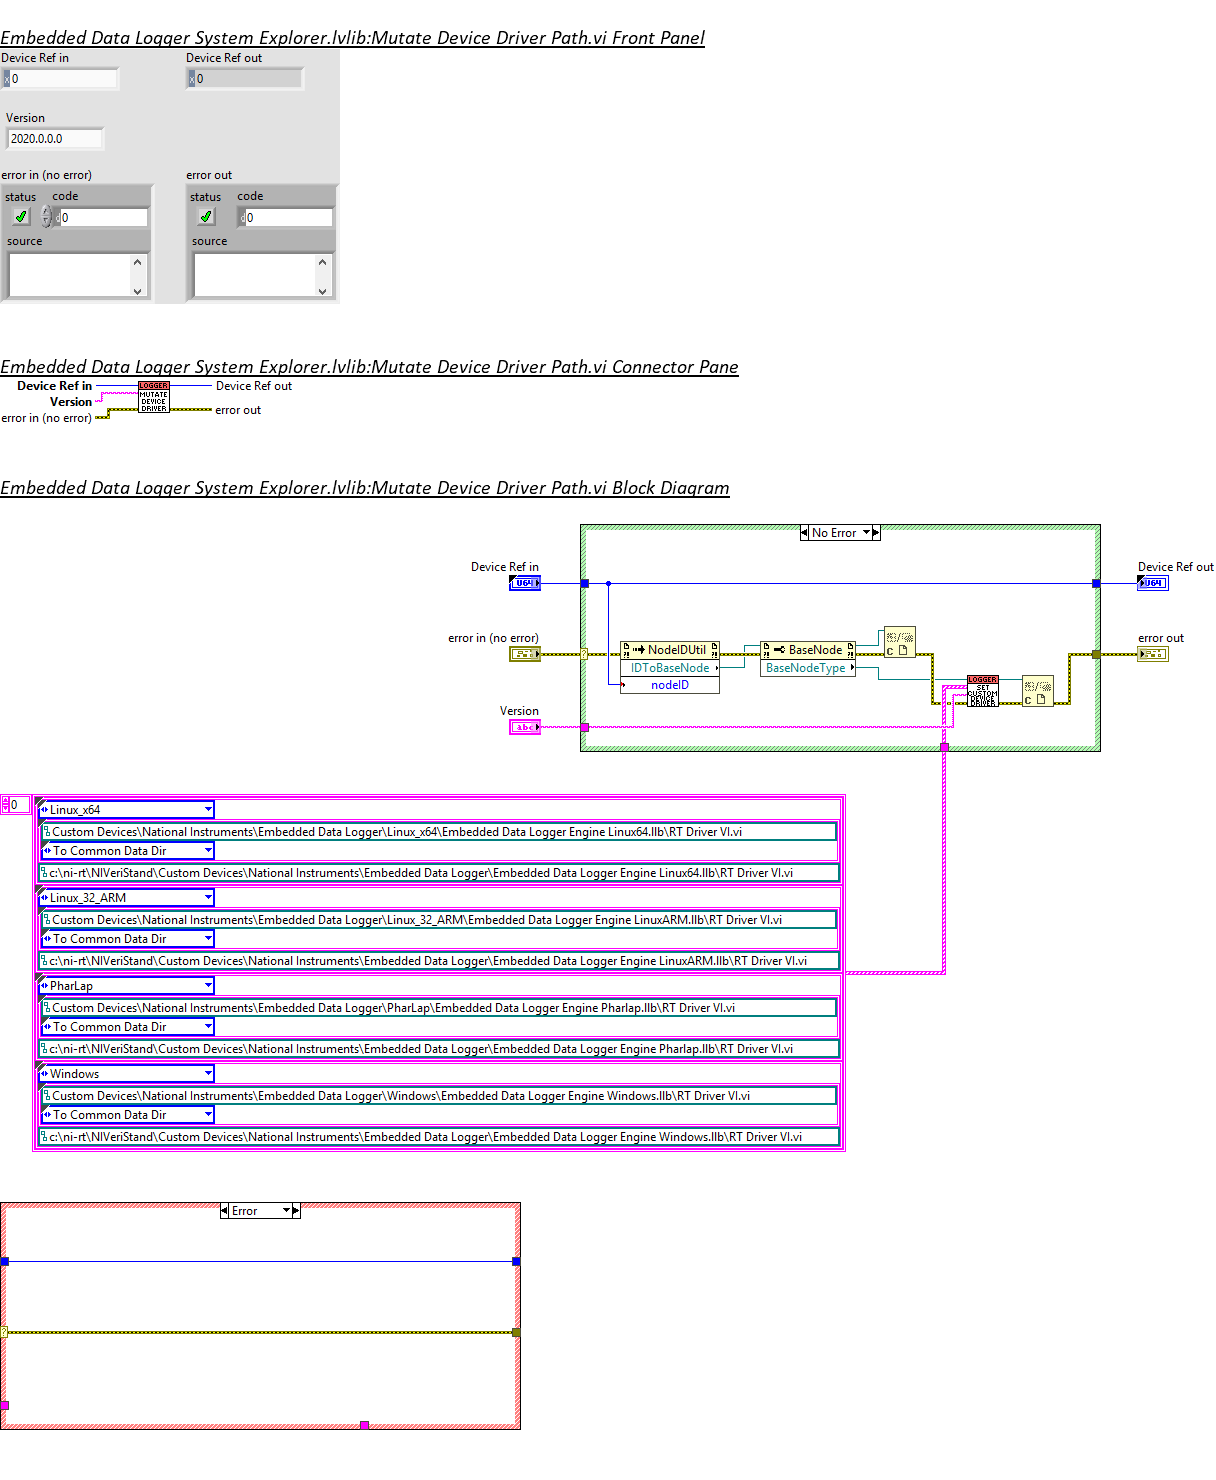 Embedded Data Logger System Explorer.lvlib:Mutate Device Driver Path.vi Front Panel
Device Ref in
Device Ref out
x 0
x 0
Version
2020.0.0.0
error in (no error)
error out
status code
status code
d 0
d 0
source
source
Embedded Data Logger System Explorer.lvlib:Mutate Device Driver Path.vi Connector Pane
Device Ref in
Device Ref out
Version
error in (no error)
error out
LOGGER
MUTATE
DEVICE
DRIVER
Embedded Data Logger System Explorer.lvlib:Mutate Device Driver Path.vi Block Diagram
No Error
Device Ref in
U64
Device Ref out
U64
error in (no error)
error out
?
NodeIDUtil
IDToBaseNode
nodeID
BaseNode
BaseNodeType
C
LOGGER
SET
CUSTOM
DEVICE
DRIVER
C
Version
abc
0
Linux_x64
Custom Devices\National Instruments\Embedded Data Logger\Linux_x64\Embedded Data Logger Engine Linux64.llb\RT Driver VI.vi
To Common Data Dir
c:\ni-rt\NIVeriStand\Custom Devices\National Instruments\Embedded Data Logger\Embedded Data Logger Engine Linux64.llb\RT Driver VI.vi
Linux_32_ARM
Custom Devices\National Instruments\Embedded Data Logger\Linux_32_ARM\Embedded Data Logger Engine LinuxARM.llb\RT Driver VI.vi
To Common Data Dir
c:\ni-rt\NIVeriStand\Custom Devices\National Instruments\Embedded Data Logger\Embedded Data Logger Engine LinuxARM.llb\RT Driver VI.vi
PharLap
Custom Devices\National Instruments\Embedded Data Logger\PharLap\Embedded Data Logger Engine Pharlap.llb\RT Driver VI.vi
To Common Data Dir
c:\ni-rt\NIVeriStand\Custom Devices\National Instruments\Embedded Data Logger\Embedded Data Logger Engine Pharlap.llb\RT Driver VI.vi
Windows
Custom Devices\National Instruments\Embedded Data Logger\Windows\Embedded Data Logger Engine Windows.llb\RT Driver VI.vi
To Common Data Dir
c:\ni-rt\NIVeriStand\Custom Devices\National Instruments\Embedded Data Logger\Embedded Data Logger Engine Windows.llb\RT Driver VI.vi
Error
?